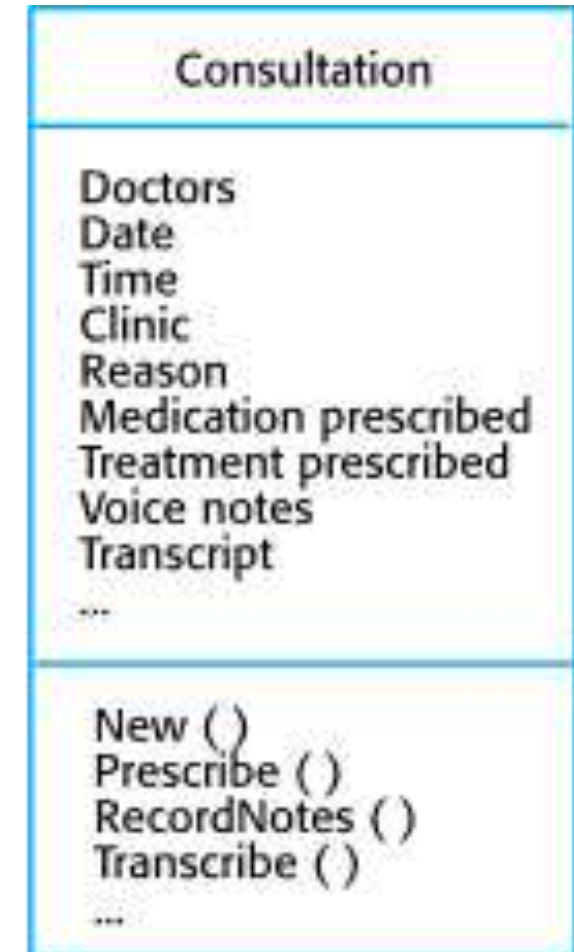 Consultation
Doctors
Date
Time
Clinic
Reason
Medication prescribed
Treatment prescribed
Voice notes
Transcript
...
New ( )
Prescribe ( )
RecordNotes ( )
Transcribe ( )
...